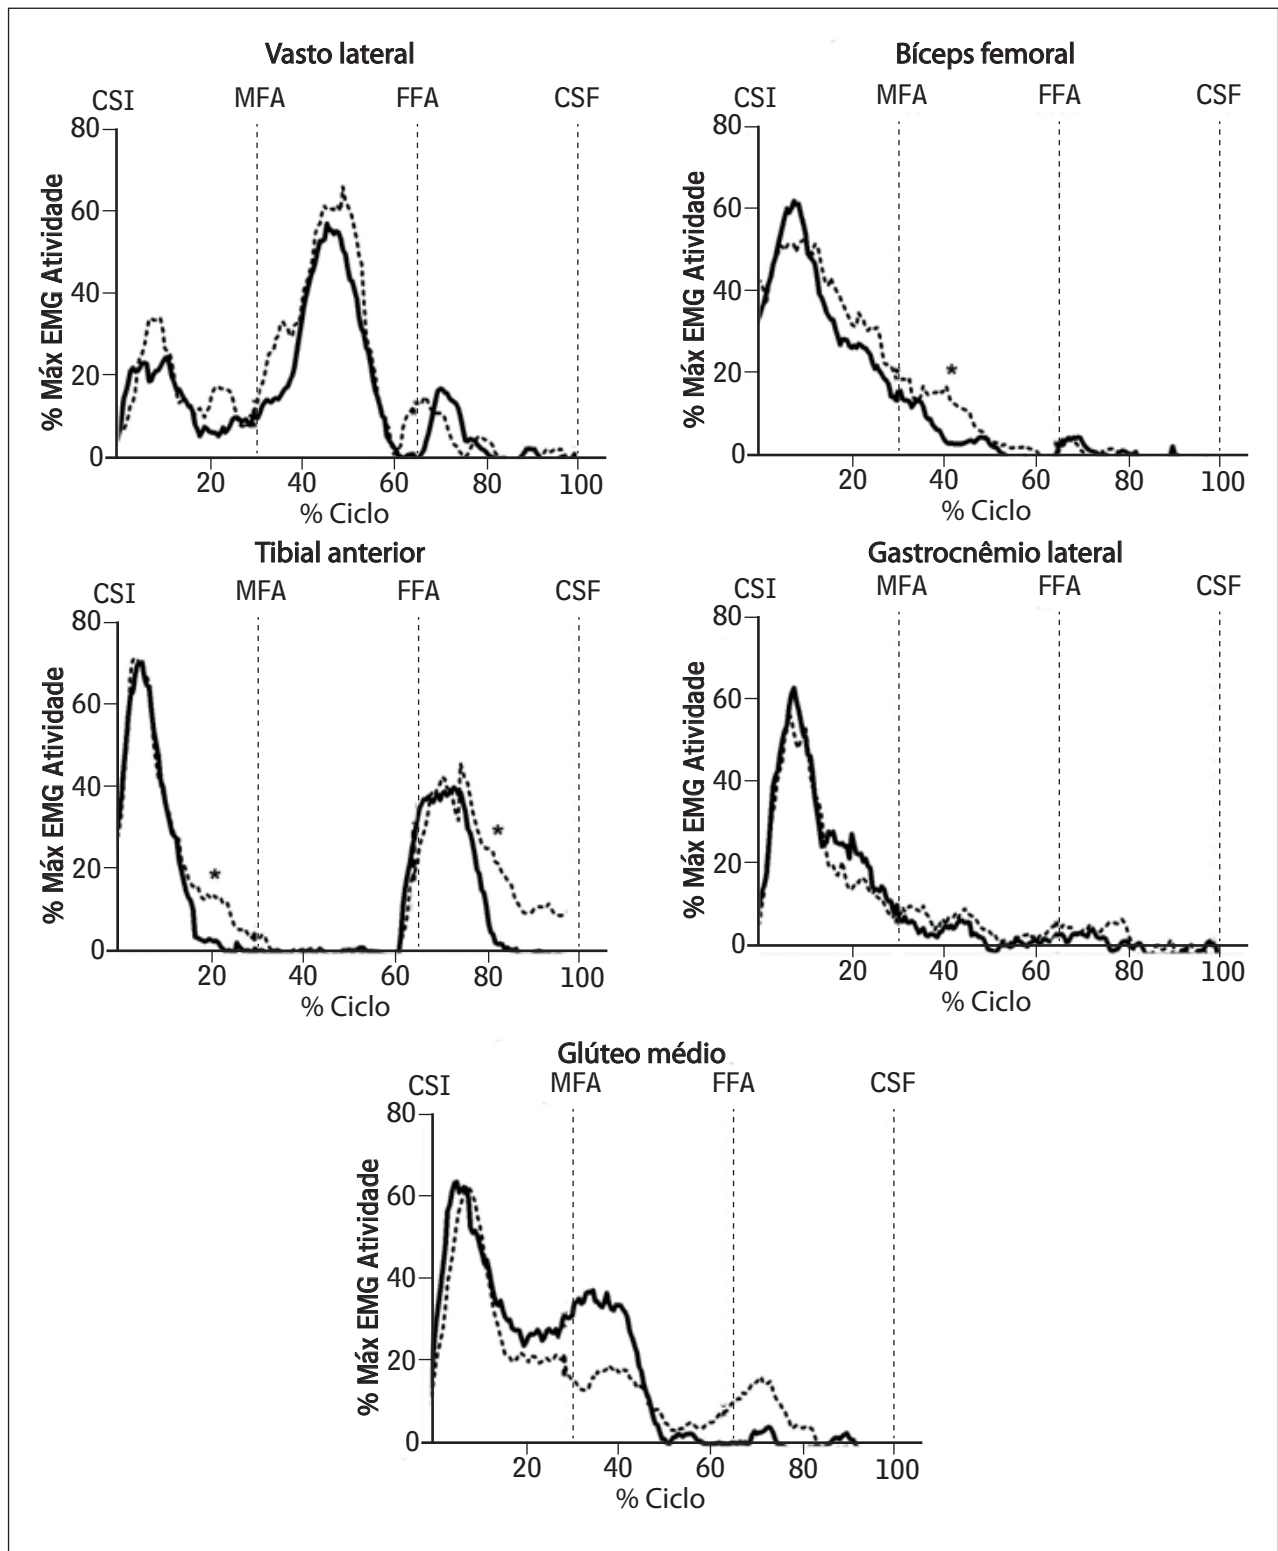 Vasto lateral
CSI MFA FFA CSF
% Máx EMG Atividade
80
60
40
20
0
20 40 60 80 100
% Ciclo
Bíceps femoral
CSI MFA FFA CSF
% Máx EMG Atividade
80
60
40
20
0
*
20 40 60 80 100
% Ciclo
Tibial anterior
CSI MFA FFA CSF
% Máx EMG Atividade
80
60
40
20
0
* *
20 40 60 80 100
% Ciclo
Gastrocnêmio lateral
CSI MFA FFA CSF
% Máx EMG Atividade
80
60
40
20
0
20 40 60 80 100
% Ciclo
Glúteo médio
CSI MFA FFA CSF
% Máx EMG Atividade
80
60
40
20
0
20 40 60 80 100
% Ciclo